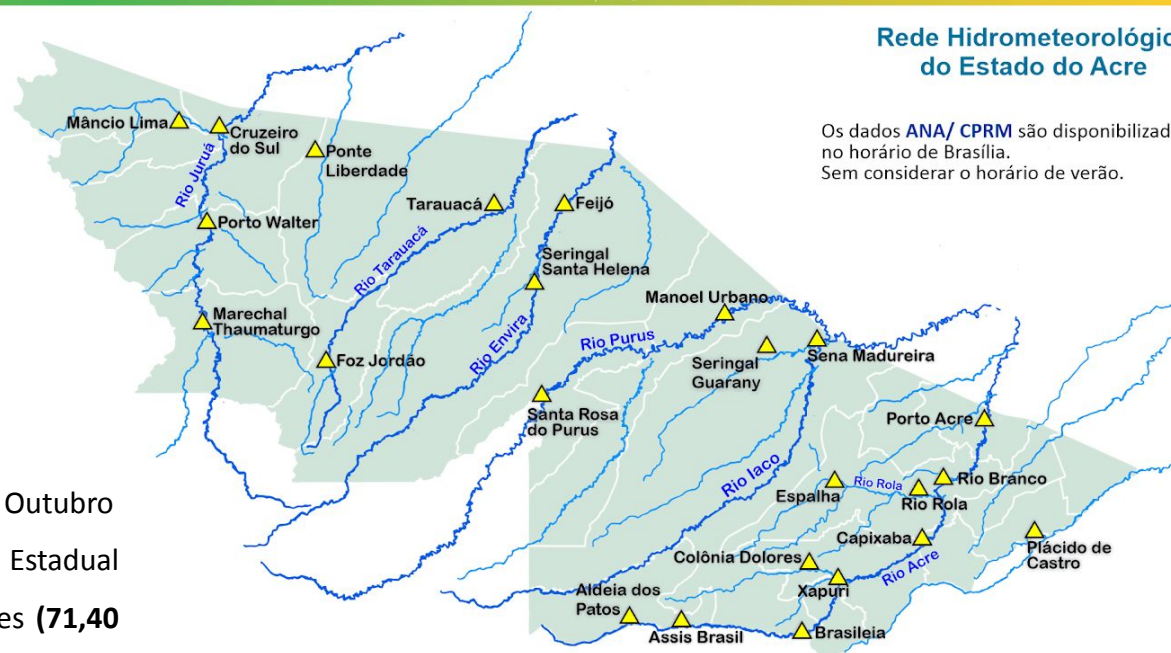 Rede Hidrometeorológic
do Estado do Acre
Os dados ANA/ CPRM são disponibilizad
no horário de Brasília.
Sem considerar o horário de verão.
Mâncio Lima
Cruzeiro
do Sul
Ponte
Liberdade
Rio Juruá
Porto Walter
Tarauacá
Feijó
Rio Tarauacá
Seringal
Santa Helena
Marechal
Thaumaturgo
Foz Jordão
Rio Envira
Manoel Urbano
Rio Purus
Seringal
Guarany
Sena Madureira
Santa Rosa
do Purus
Porto Acre
Rio Iaco
Espalha
Rio Rola
Rio Rola
Rio Branco
Capixaba
Plácido de
Castro
Colônia Dolores
Rio Acre
Xapuri
Aldeia dos
Patos
Assis Brasil
Brasileia
Outubro
Estadual
es (71,40